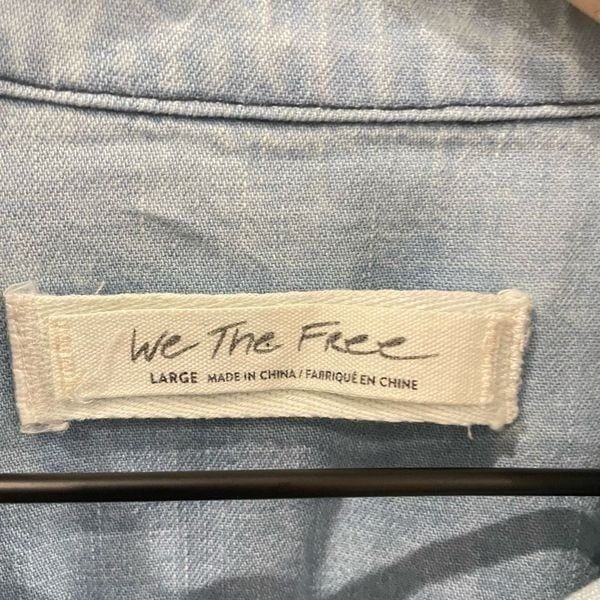 We The Free
LARGE MADE IN CHINA / FABRIQUÉ EN CHINE